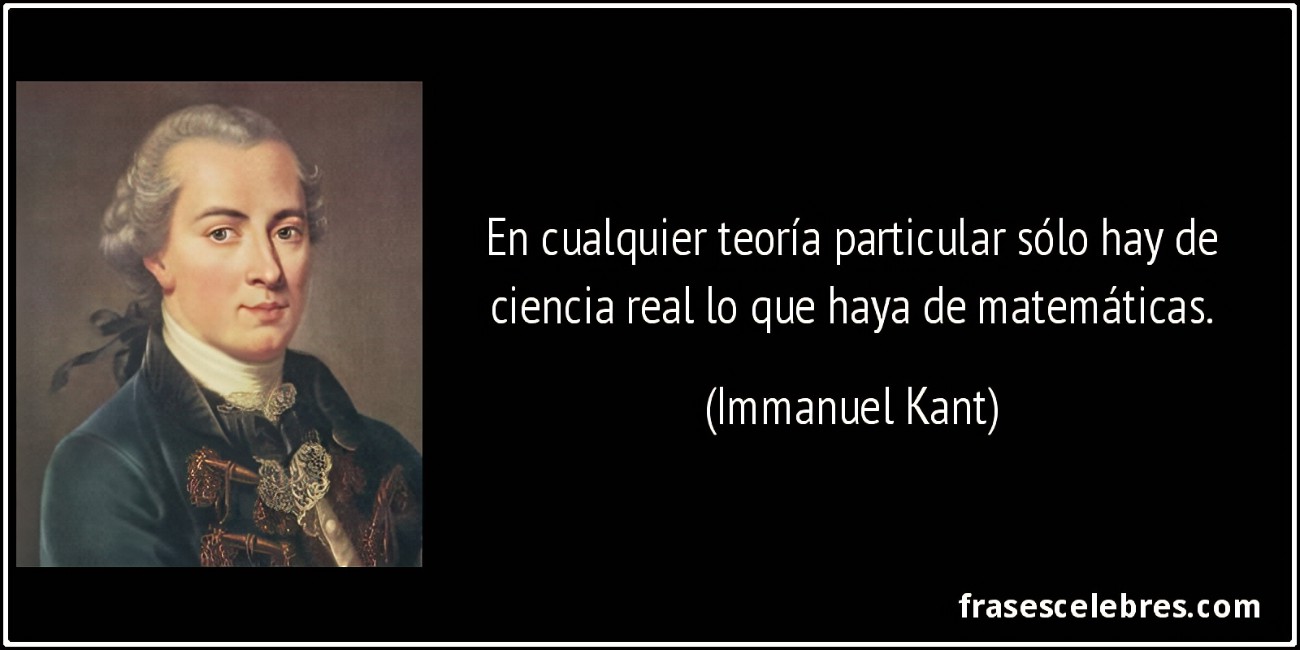 En cualquier teoría particular sólo hay de
ciencia real lo que haya de matemáticas.
(Immanuel Kant)
frasescelebres.com